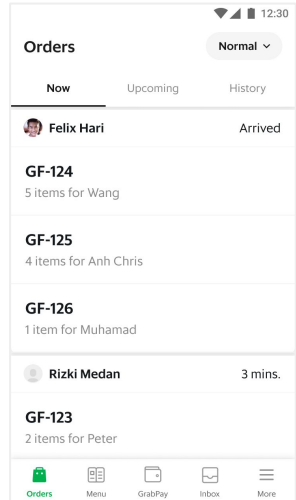 12:30
Orders
Normal
Now Upcoming History
Felix Hari Arrived
GF-124
5 items for Wang
GF-125
4 items for Anh Chris
GF-126
1 item for Muhamad
Rizki Medan 3 mins.
GF-123
2 items for Peter
Orders Menu GrabPay Inbox More